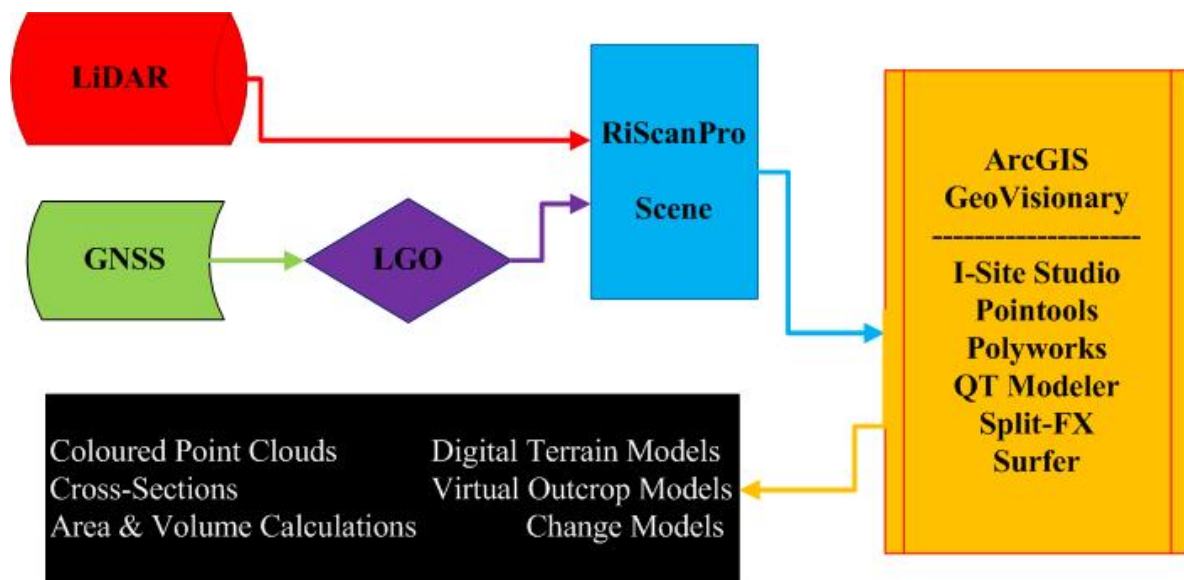 LiDAR
GNSS
LGO
RiScanPro
Scene
ArcGIS
GeoVisionary
--------------------
I-Site Studio
Pointools
Polyworks
QT Modeler
Split-FX
Surfer
Coloured Point Clouds
Cross-Sections
Area & Volume Calculations
Digital Terrain Models
Virtual Outcrop Models
Change Models